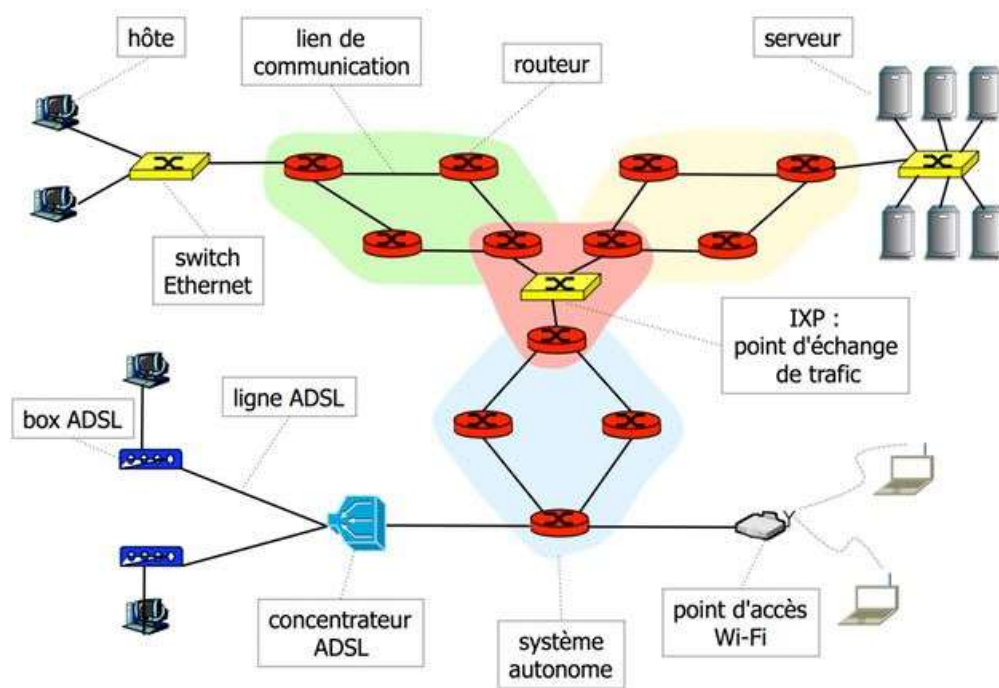 hôte
lien de
communication
routeur
serveur
switch
Ethernet
IXP :
point d'échange
de trafic
box ADSL
ligne ADSL
concentrateur
ADSL
système
autonome
point d'accès
Wi-Fi